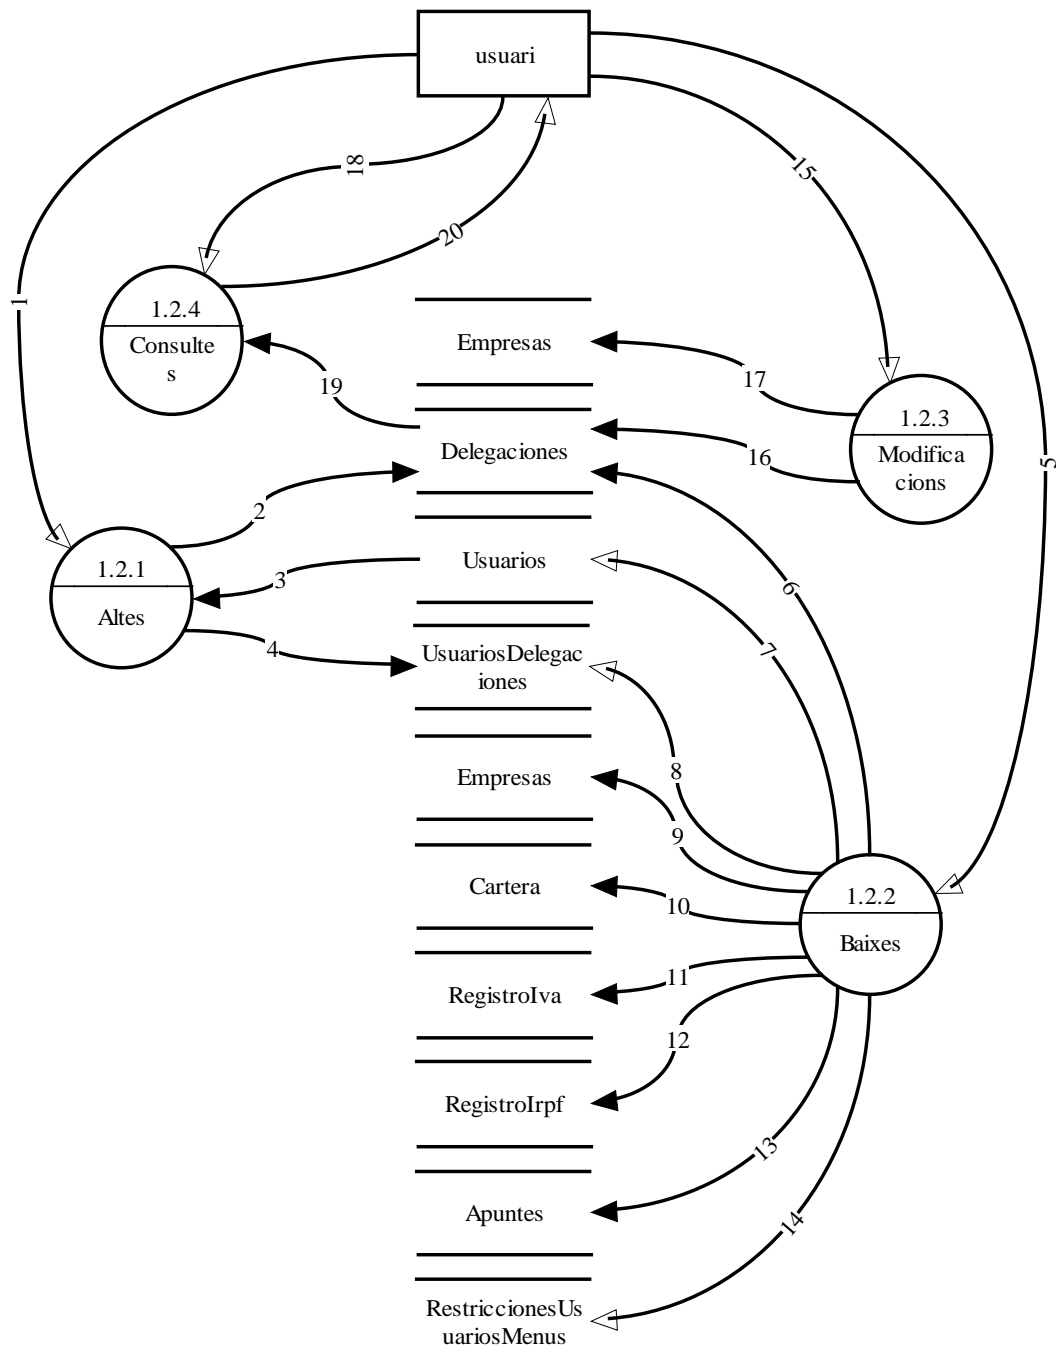 usuari
18
15
20
1
1.2.4
Consulte
s
Empresas
17
19
1.2.3
Modifica
cions
Delegaciones
16
5
2
1.2.1
Altes
3
Usuarios
6
4
UsuariosDelegac
iones
7
8
Empresas
9
Cartera
10
1.2.2
Baixes
RegistroIva
11
12
RegistroIrpf
13
Apuntes
14
RestriccionesUs
uariosMenus